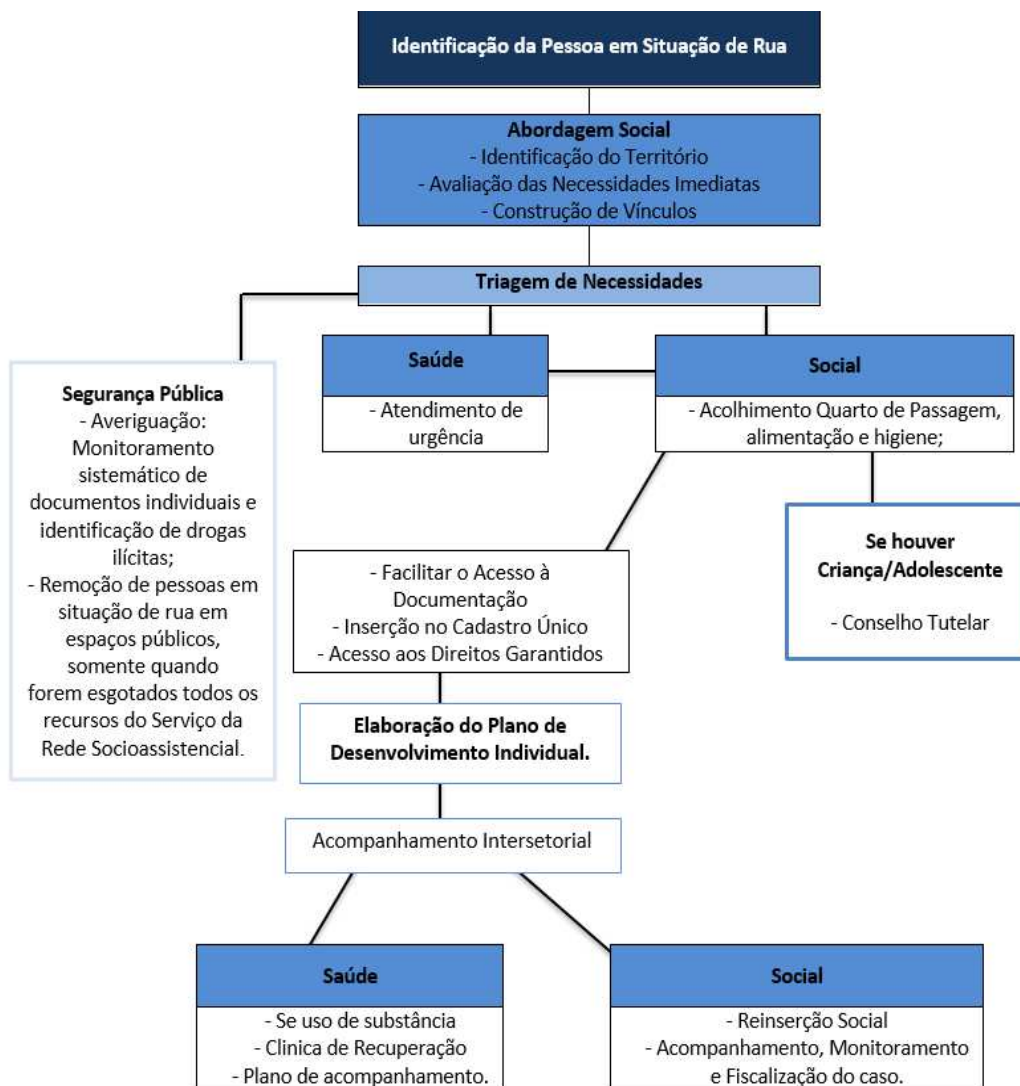 Identificação da Pessoa em Situação de Rua
Abordagem Social
- Identificação do Território
- Avaliação das Necessidades Imediatas
- Construção de Vínculos
Triagem de Necessidades
Segurança Pública
- Averiguação:
Monitoramento
sistemático de
documentos individuais e
identificação de drogas
ilícitas;
- Remoção de pessoas em
situação de rua em
espaços públicos,
somente quando
forem esgotados todos os
recursos do Serviço da
Rede Socioassistencial.
Saúde
- Atendimento de
urgência
Social
- Acolhimento Quarto de Passagem,
alimentação e higiene;
Se houver
Criança/Adolescente
- Conselho Tutelar
- Facilitar o Acesso à
Documentação
- Inserção no Cadastro Único
- Acesso aos Direitos Garantidos
Elaboração do Plano de
Desenvolvimento Individual.
Acompanhamento Intersetorial
Saúde
- Se uso de substância
- Clinica de Recuperação
- Plano de acompanhamento.
Social
- Reinserção Social
- Acompanhamento, Monitoramento
e Fiscalização do caso.